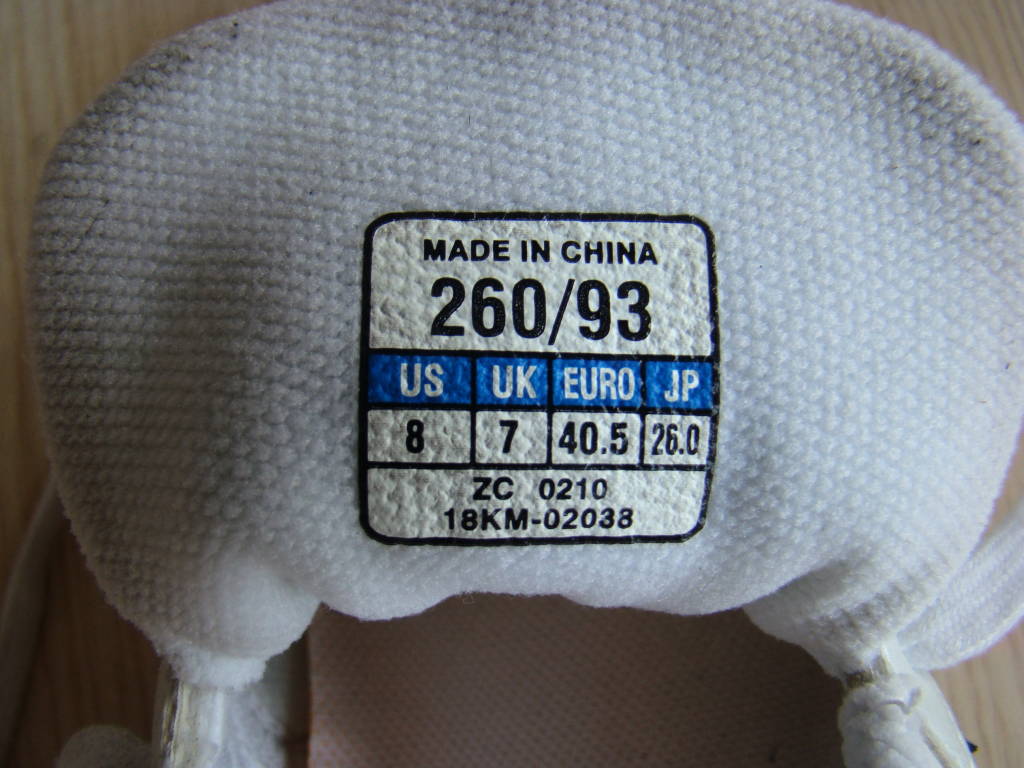 MADE IN CHINA
260/93
US UK EURO JP
8 7 40.5 26.0
ZC 0210
18KM-02038